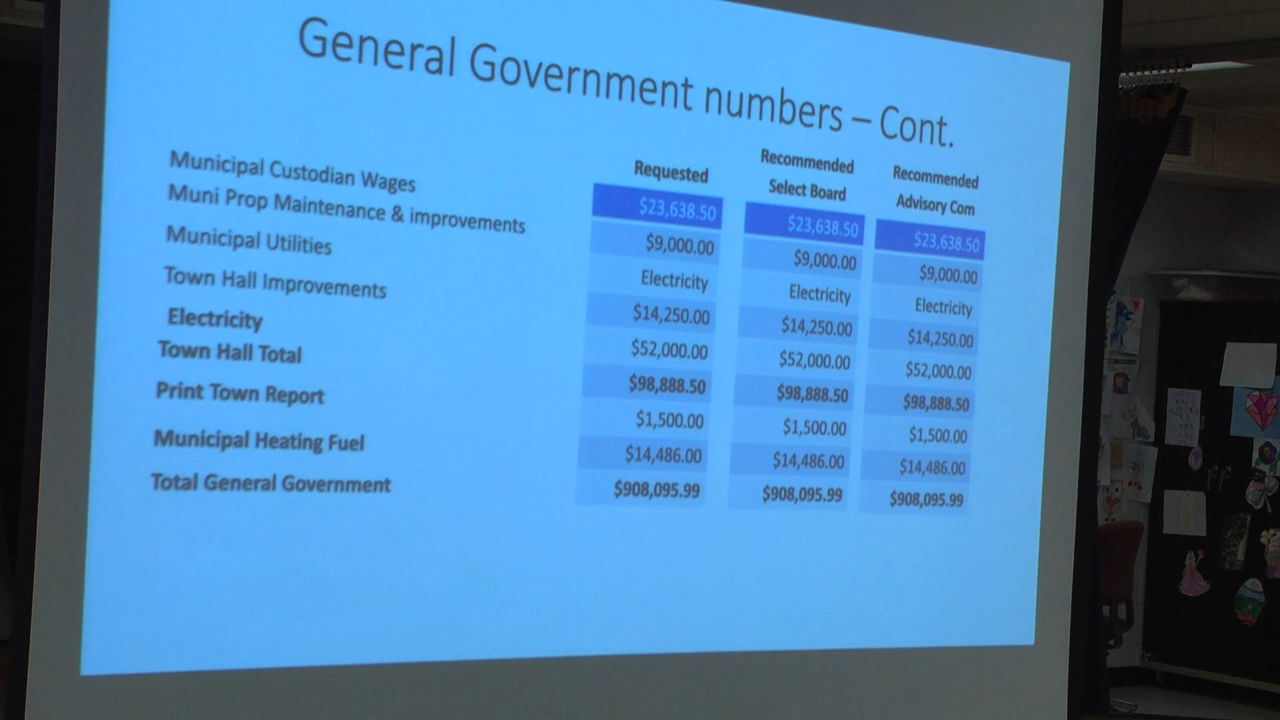 General Government numbers – Cont.
Requested
Recommended Select Board
Recommended Advisory Com
Municipal Custodian Wages
Muni Prop Maintenance & improvements
Municipal Utilities
Town Hall Improvements
Electricity
Town Hall Total
Print Town Report
Municipal Heating Fuel
Total General Government
$23,638.50 $23,638.50 $23,638.50
$9,000.00 $9,000.00 $9,000.00
Electricity Electricity Electricity
$14,250.00 $14,250.00 $14,250.00
$52,000.00 $52,000.00 $52,000.00
$98,888.50 $98,888.50 $98,888.50
$1,500.00 $1,500.00 $1,500.00
$14,486.00 $14,486.00 $14,486.00
$908,095.99 $908,095.99 $908,095.99